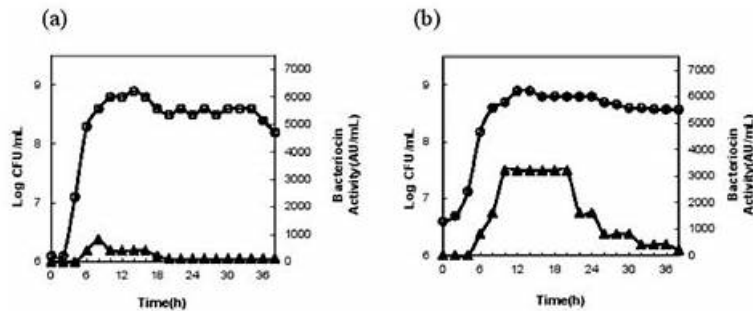 (a)
Log CFU/mL
9
8
7
6
7000
6000
5000
4000
3000
2000
1000
0
Bacteriocin
Activity(AU/mL)
0 6 12 18 24 30 36
Time(h)
(b)
Log CFU/mL
9
8
7
6
7000
6000
5000
4000
3000
2000
1000
0
Bacteriocin
Activity(AU/mL)
0 6 12 18 24 30 36
Time(h)